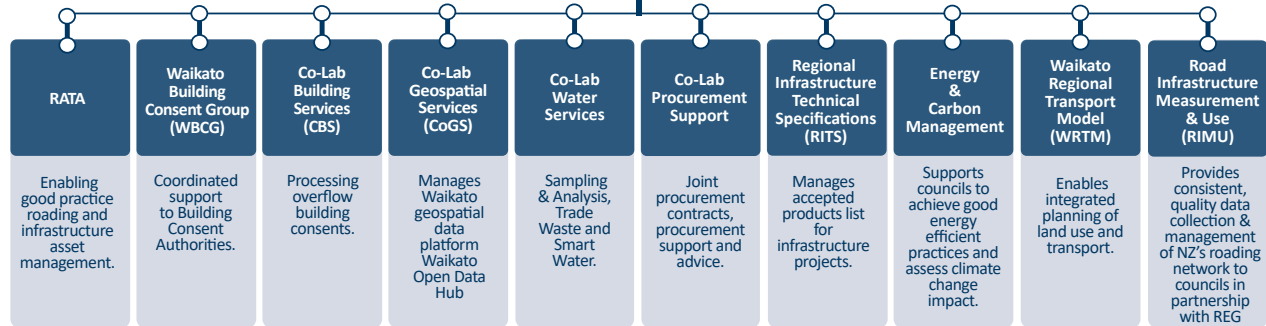 RATA
Enabling
good practice
roading and
infrastructure
asset
management.
Waikato
Building
Consent Group
(WBCG)
Coordinated
support
to Building
Consent
Authorities.
Co-Lab
Building
Services
(CBS)
Processing
overflow
building
consents.
Co-Lab
Geospatial
Services
(CoGS)
Manages
Waikato
geospatial
data
platform
Waikato
Open Data
Hub
Co-Lab
Water
Services
Sampling
& Analysis,
Trade
Waste and
Smart
Water.
Co-Lab
Procurement
Support
Joint
procurement
contracts,
procurement
support and
advice.
Regional
Infrastructure
Technical
Specifications
(RITS)
Manages
accepted
products list
for
infrastructure
projects.
Energy
&
Carbon
Management
Supports
councils to
achieve good
energy
efficient
practices and
assess climate
change
impact.
Waikato
Regional
Transport
Model
(WRTM)
Enables
integrated
planning of
land use and
transport.
Road
Infrastructure
Measurement
& Use
(RIMU)
Provides
consistent,
quality data
collection &
management
of NZ's roading
network to
councils in
partnership
with REG